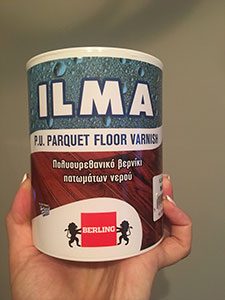 ILMA
P.U. PARQUET FLOOR VARNISH
Πολυουρεθανικό βερνίκι
πατωμάτων νερού
BERLING